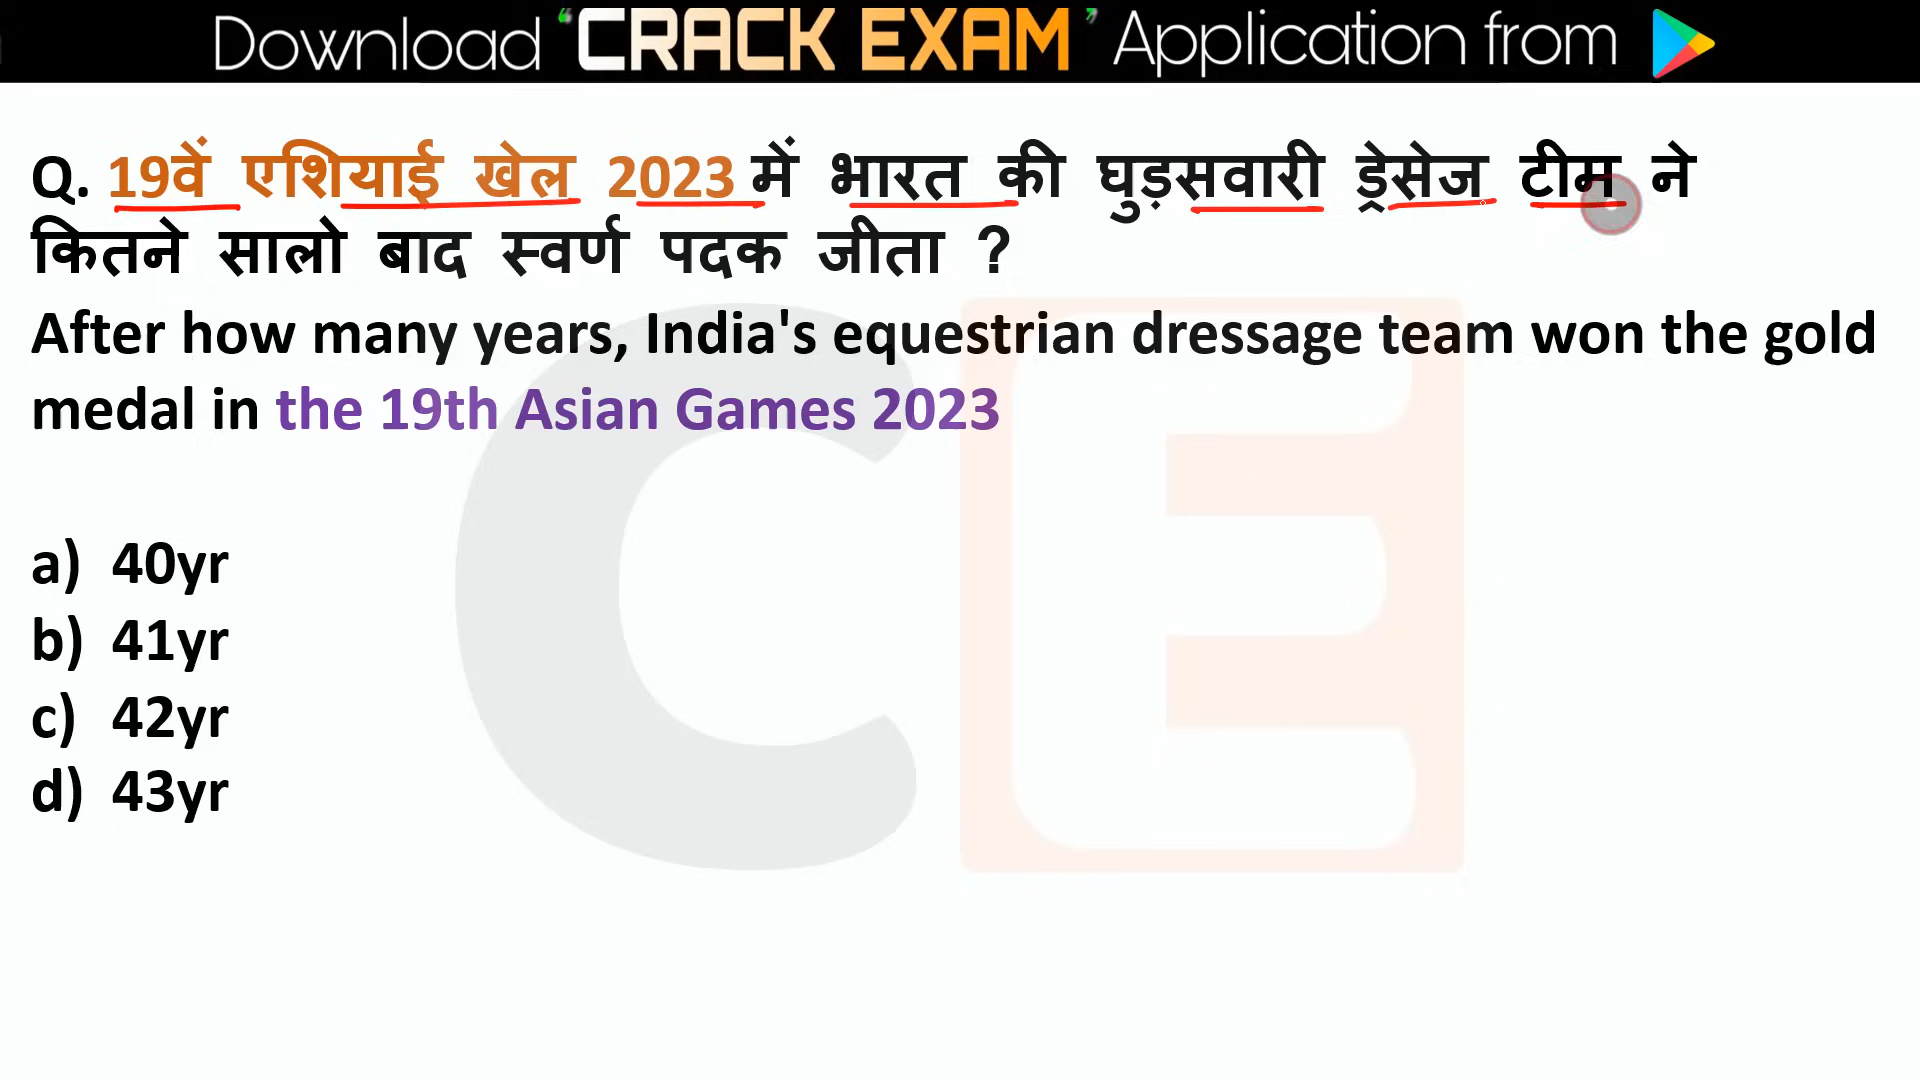 Download “CRACK EXAM” Application from
Q. 19वें एशियाई खेल 2023 में भारत की घुड़सवारी ड्रेसेज टीम ने
कितने सालो बाद स्वर्ण पदक जीता ?
After how many years, India's equestrian dressage team won the gold
medal in the 19th Asian Games 2023
a) 40yr
b) 41yr
c) 42yr
d) 43yr
CE